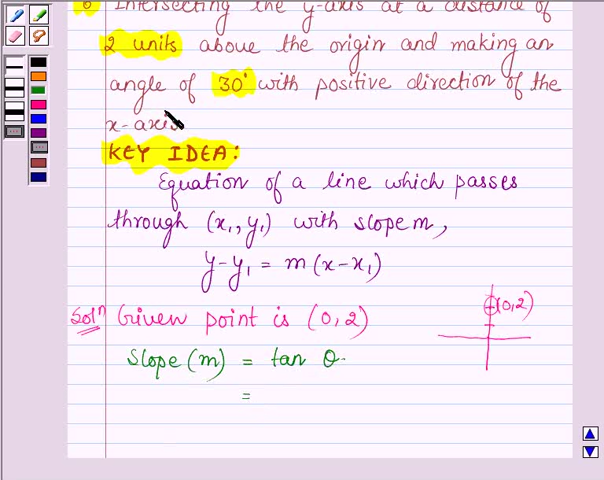 6 Intersecting the y-axis at a distance of
2 units above the origin and making an
angle of 30° with positive direction of the
x-axis.
KEY IDEA:
Equation of a line which passes
through (x₁, y₁) with slope m,
y-y₁ = m(x-x₁)
Solⁿ Given point is (0,2)
(0,2)
Slope(m) = tan θ
=